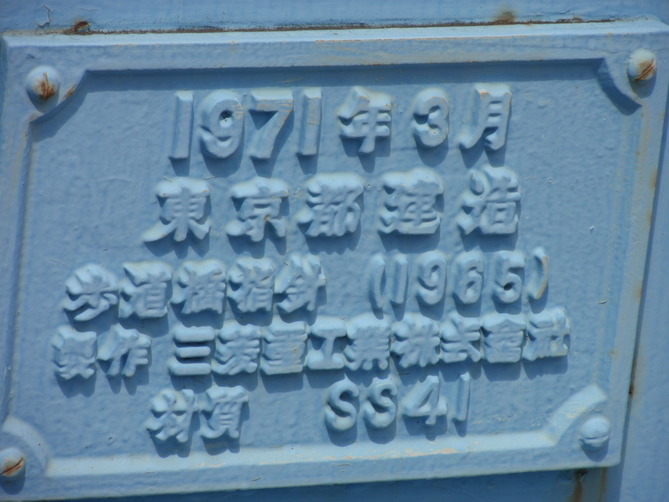 1971年3月
東京都建造
歩道橋指針 (1965)
製作 三菱重工業株式會社
材質 SS41